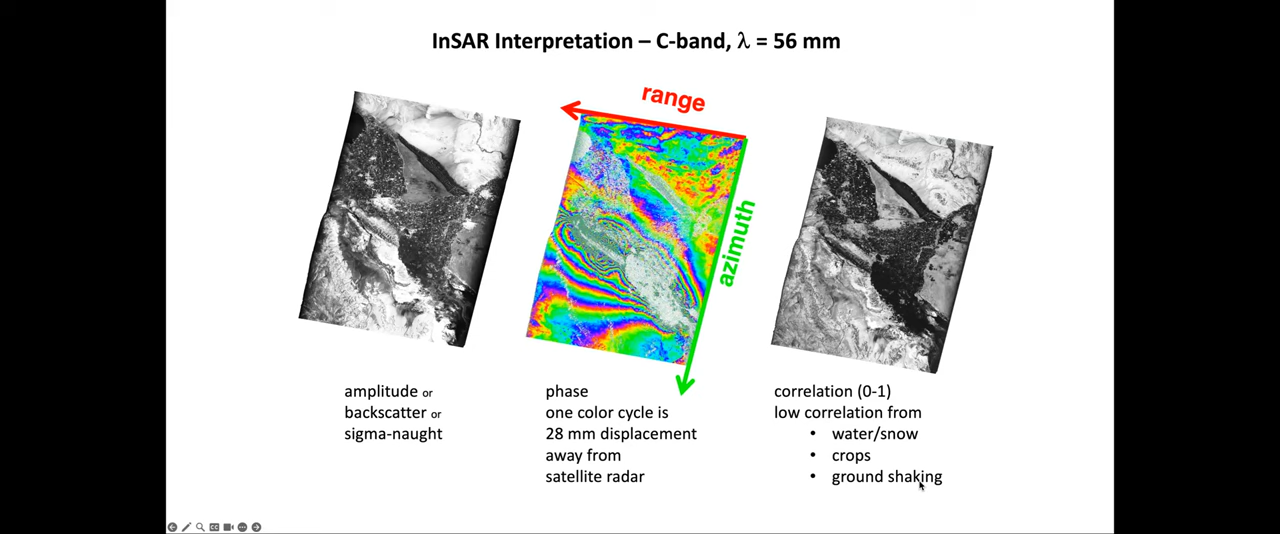 InSAR Interpretation – C-band, λ = 56 mm
range
azimuth
amplitude or
backscatter or
sigma-naught
phase
one color cycle is
28 mm displacement
away from
satellite radar
correlation (0-1)
low correlation from
• water/snow
• crops
• ground shaking